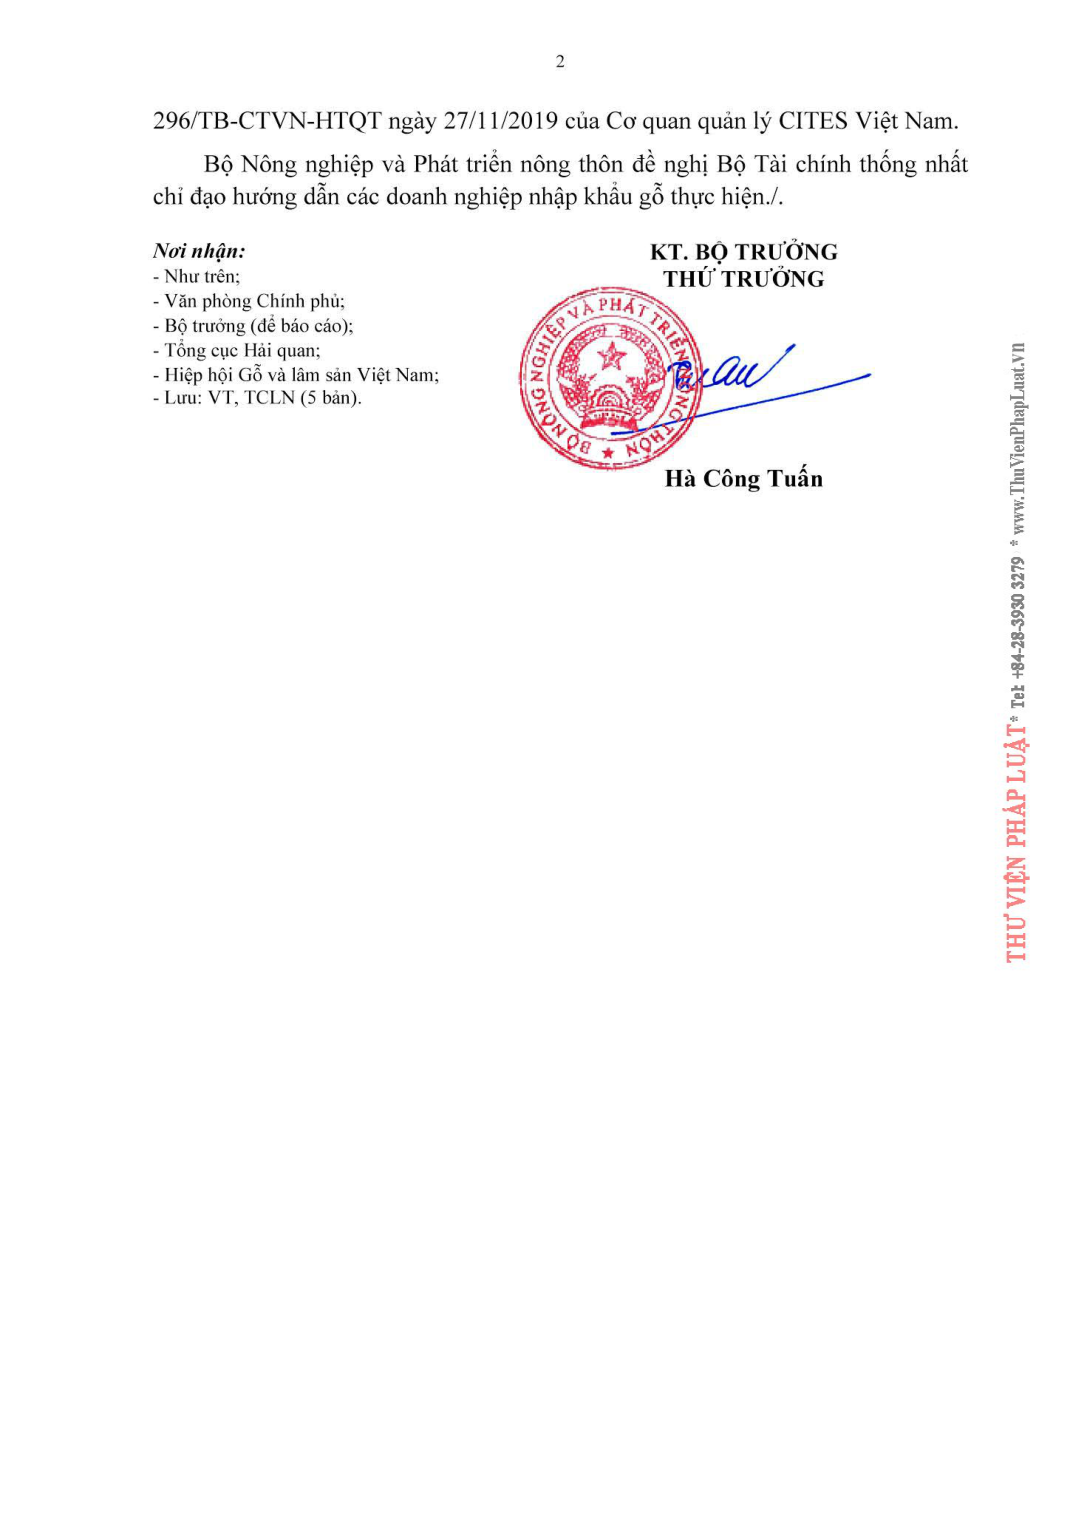 2
296/TB-CTVN-HTQT ngày 27/11/2019 của Cơ quan quản lý CITES Việt Nam.
Bộ Nông nghiệp và Phát triển nông thôn đề nghị Bộ Tài chính thống nhất
chỉ đạo hướng dẫn các doanh nghiệp nhập khẩu gỗ thực hiện./.
Nơi nhận:
- Như trên;
- Văn phòng Chính phủ;
- Bộ trưởng (để báo cáo);
- Tổng cục Hải quan;
- Hiệp hội Gỗ và lâm sản Việt Nam;
- Lưu: VT, TCLN (5 bản).
KT. BỘ TRƯỞNG
THỨ TRƯỞNG
BỘ NÔNG NGHIỆP VÀ PHÁT TRIỂN NÔNG THÔN
Hà Công Tuấn
THƯ VIỆN PHÁP LUẬT * Tel: +84-28-3930 3279 * www.ThuVienPhapLuat.vn